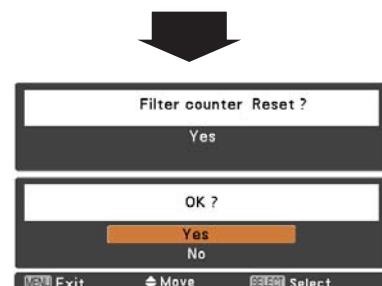 Filter counter Reset ?
Yes
OK ?
Yes
No
MENU Exit Move SELECT Select